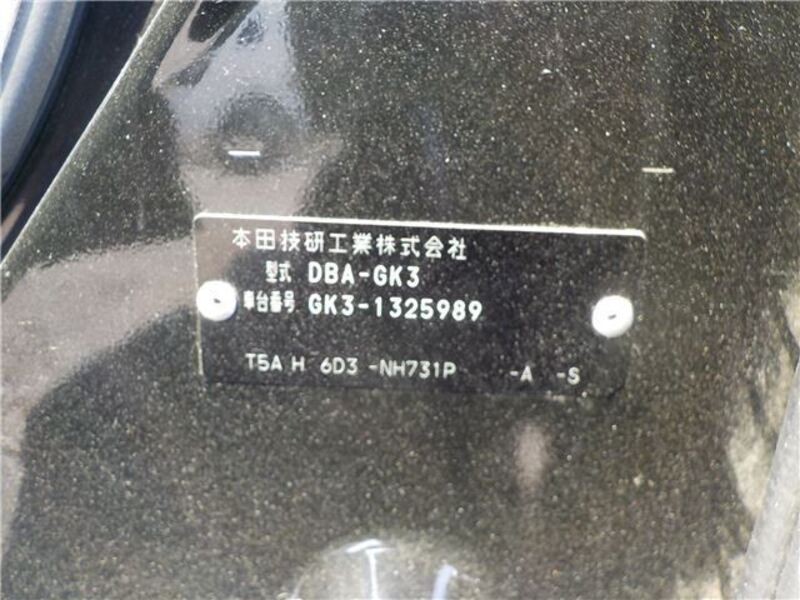 本田技研工業株式会社
型式 DBA-GK3
車台番号 GK3-1325989
T5A H 6D3 -NH731P -A -S